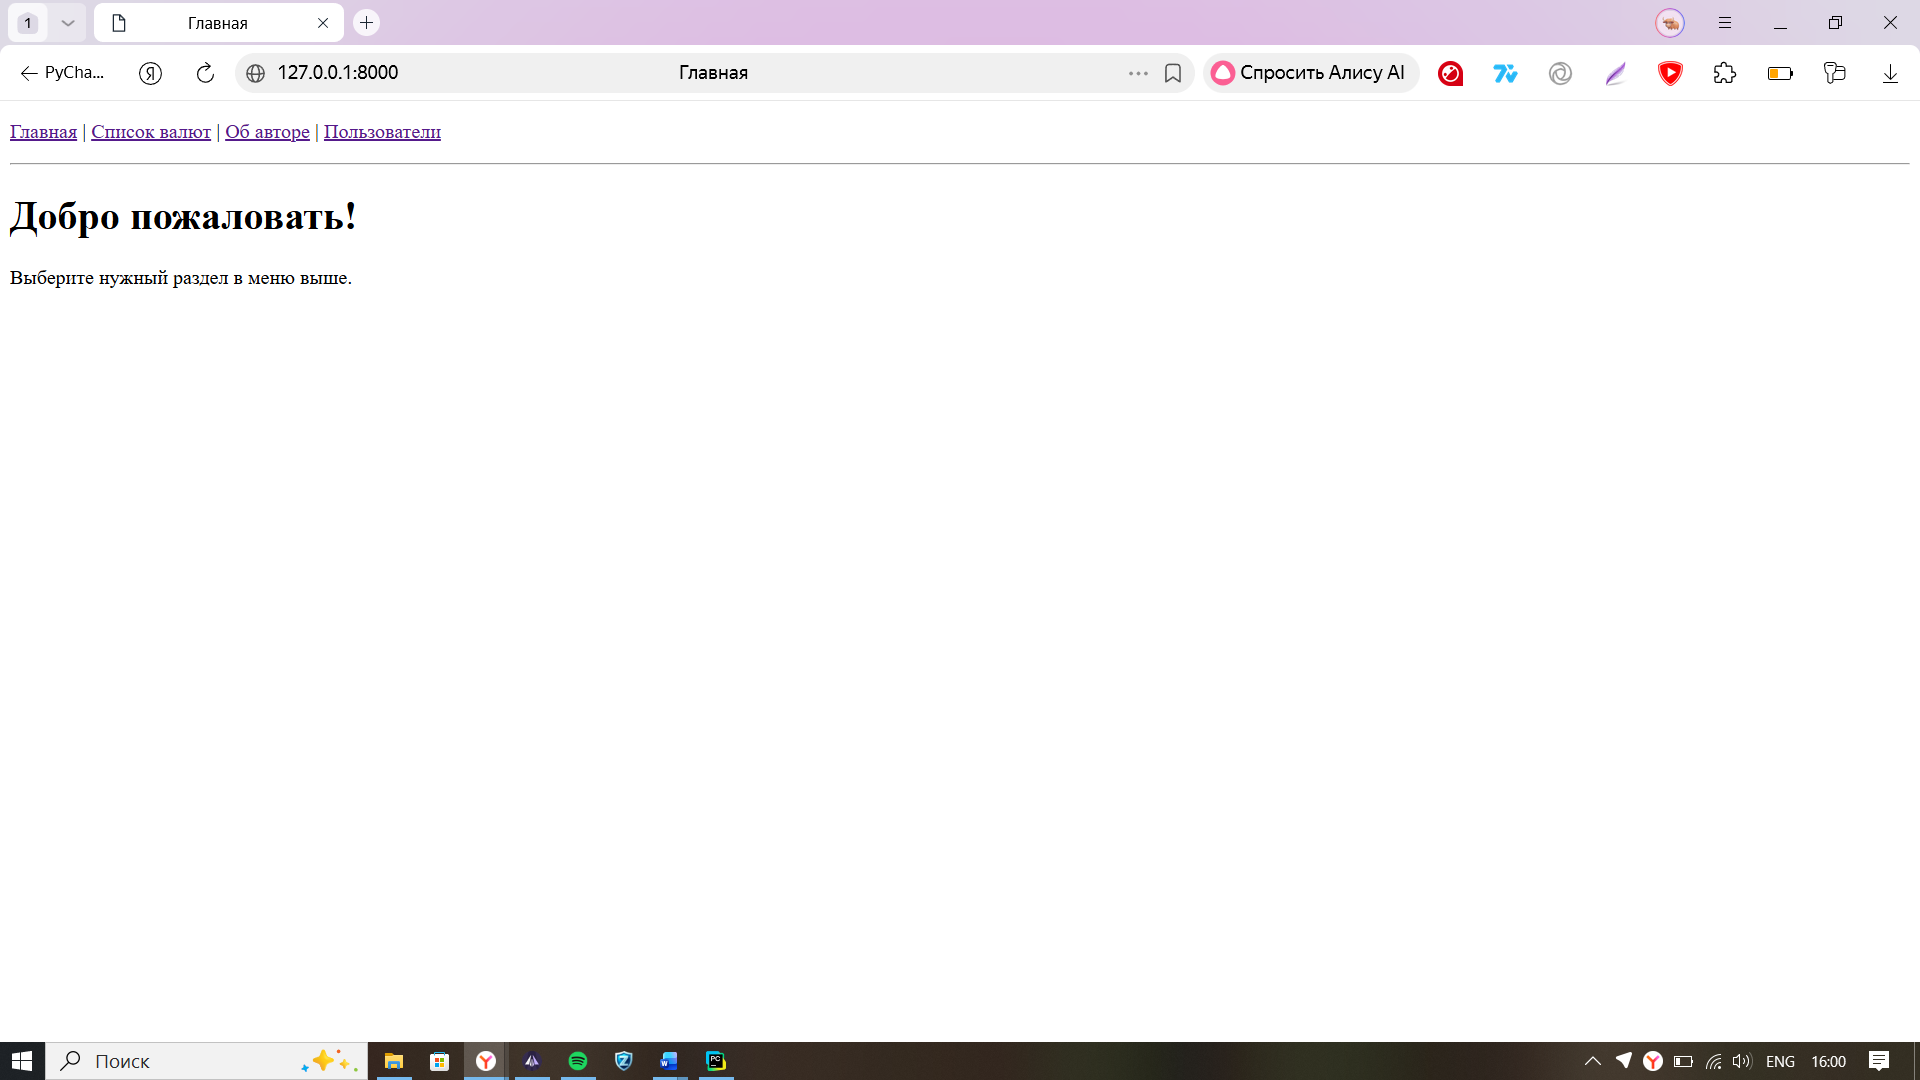 1
Главная
PyCha...
127.0.0.1:8000
Главная
Спросить Алису AI
Главная | Список валют | Об авторе | Пользователи
Добро пожаловать!
Выберите нужный раздел в меню выше.
Поиск
ENG
16:00